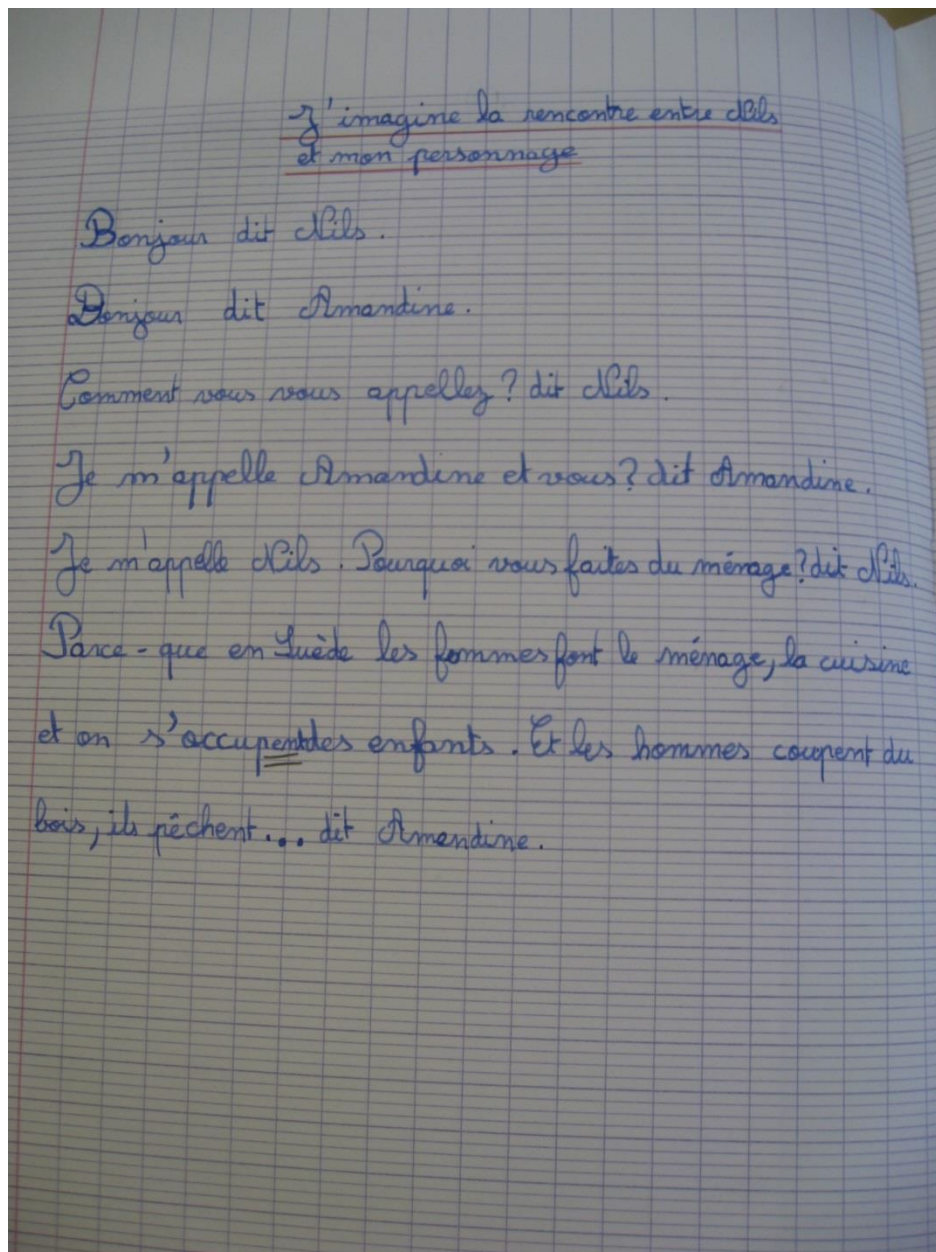 J'imagine la rencontre entre Nils
et mon personnage
Bonjour dit Nils.
Bonjour dit Amandine.
Comment vous vous appellez ? dit Nils.
Je m'appelle Amandine et vous ? dit Amandine.
Je m'appelle Nils. Pourquoi vous faites du ménage ? dit Nils.
Parce-que en Suède les femmes font le ménage, la cuisine
et on s'occupent des enfants. Et les hommes coupent du
bois, ils pêchent... dit Amandine.